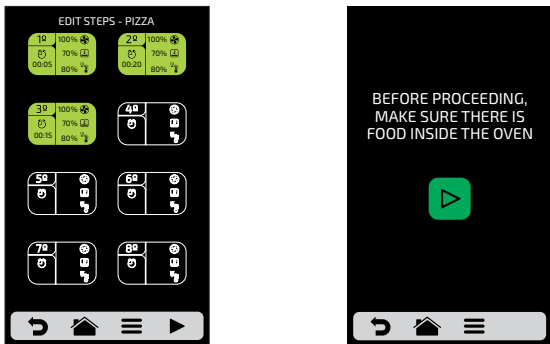 EDIT STEPS - PIZZA
1º 100%
70%
00:05
80%
2º 100%
70%
00:20
80%
3º 100%
70%
00:15
80%
4º
5º
6º
7º
8º
BEFORE PROCEEDING,
MAKE SURE THERE IS
FOOD INSIDE THE OVEN